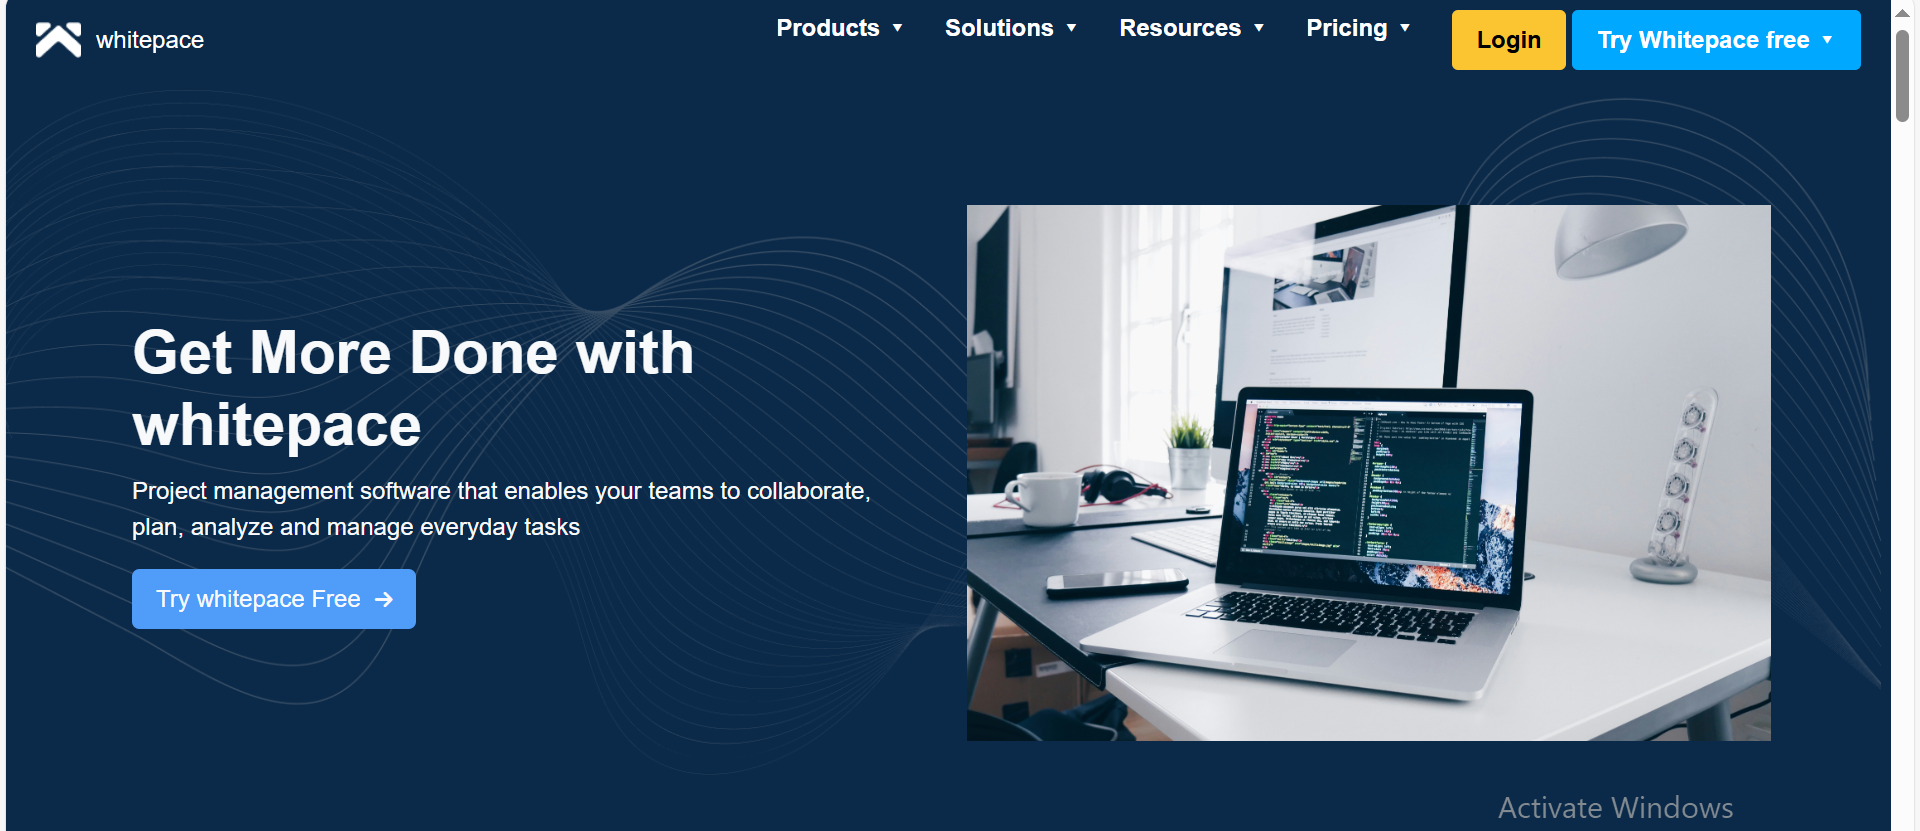 whitepace
Products
Solutions
Resources
Pricing
Login
Try Whitepace free
Get More Done with
whitepace
Project management software that enables your teams to collaborate,
plan, analyze and manage everyday tasks
Try whitepace Free
Activate Windows